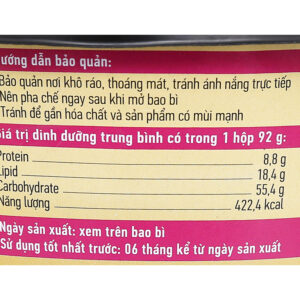 ướng dẫn bảo quản:
Bảo quản nơi khô ráo, thoáng mát, tránh ánh nắng trực tiếp
Nên pha chế ngay sau khi mở bao bì
Tránh để gần hóa chất và sản phẩm có mùi mạnh
iá trị dinh dưỡng trung bình có trong 1 hộp 92 g:
Protein 8,8 g
Lipid 18,4 g
Carbohydrate 55,4 g
Năng lượng 422,4 kcal
Ngày sản xuất: xem trên bao bì
Sử dụng tốt nhất trước: 06 tháng kể từ ngày sản xuất